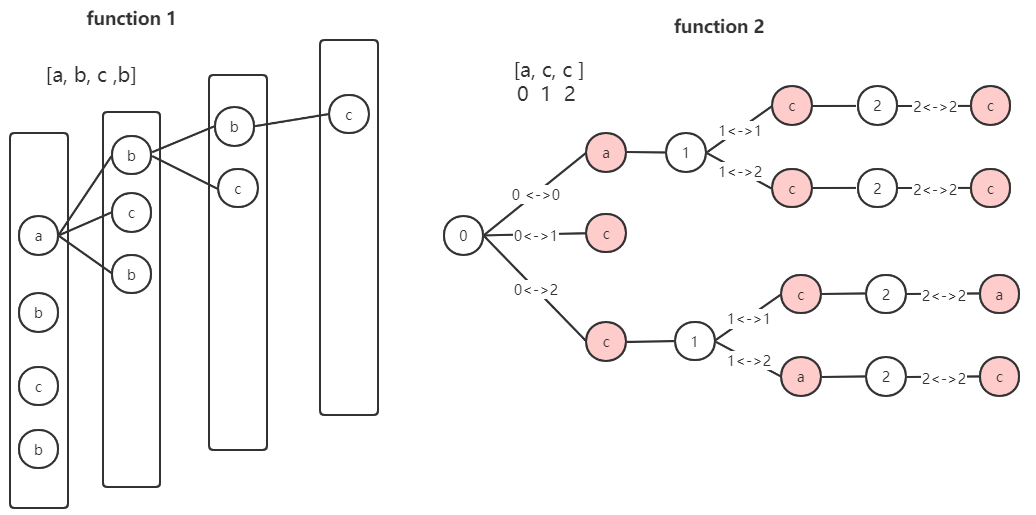 function 1
function 2
[a, b, c ,b]
[a, c, c ]
0 1 2
a
b
c
b
b
c
b
b
c
c
0
0 <->0
0<->1
0<->2
a
c
c
1
1
1<->1
1<->2
1<->1
1<->2
c
2
2<->2
c
c
2
2<->2
c
c
2
2<->2
a
a
2
2<->2
c